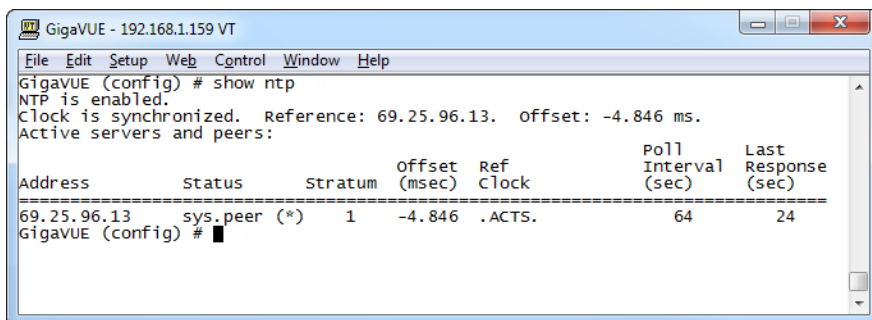 GigaVUE - 192.168.1.159 VT
File Edit Setup Web Control Window Help
GigaVUE (config) # show ntp
NTP is enabled.
Clock is synchronized. Reference: 69.25.96.13. Offset: -4.846 ms.
Active servers and peers:
Poll Last
Offset Ref Interval Response
Address Status Stratum (msec) Clock (sec) (sec)
================================================================================
69.25.96.13 sys.peer (*) 1 -4.846 .ACTS. 64 24
GigaVUE (config) #